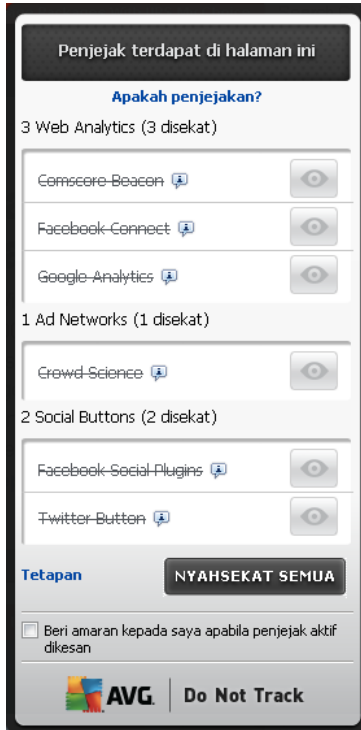 Penjejak terdapat di halaman ini
Apakah penjejakan?
3 Web Analytics (3 disekat)
Comscore Beacon
Facebook Connect
Google Analytics
1 Ad Networks (1 disekat)
Crowd Science
2 Social Buttons (2 disekat)
Facebook Social Plugins
Twitter Button
Tetapan NYAHSEKAT SEMUA
Beri amaran kepada saya apabila penjejak aktif
dikesan
AVG. Do Not Track